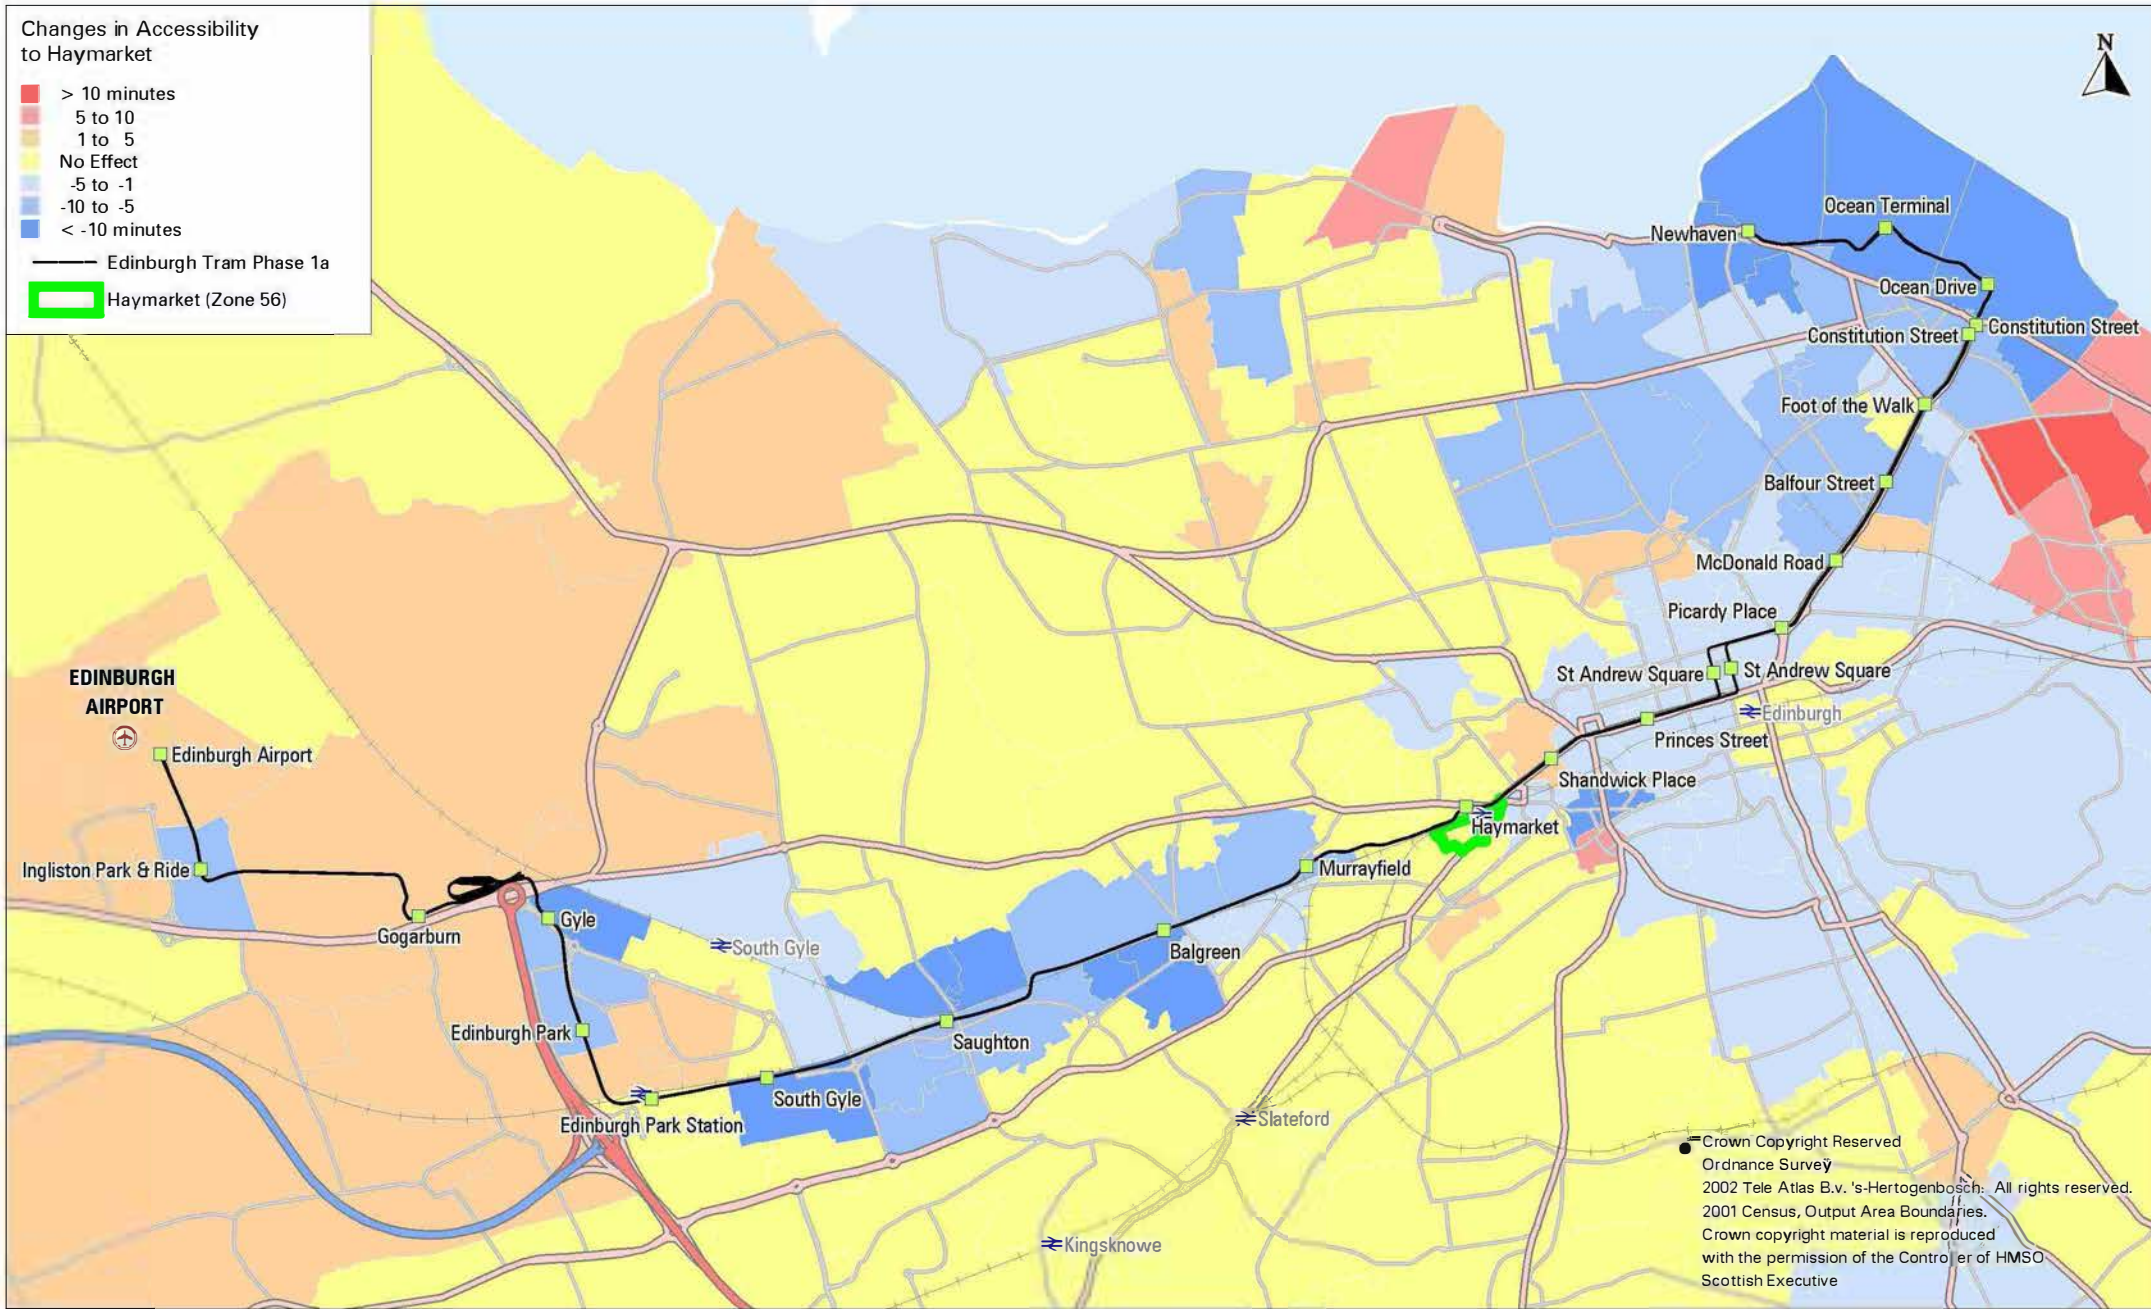 Changes in Accessibility
to Haymarket
> 10 minutes
5 to 10
1 to 5
No Effect
-5 to -1
-10 to -5
< -10 minutes
Edinburgh Tram Phase 1a
Haymarket (Zone 56)
N
Ocean Terminal
Newhaven
Ocean Drive
Constitution Street
Constitution Street
Foot of the Walk
Balfour Street
McDonald Road
Picardy Place
St Andrew Square
St Andrew Square
Edinburgh
Princes Street
Shandwick Place
Haymarket
Murrayfield
Balgreen
Saughton
South Gyle
South Gyle
Edinburgh Park Station
Edinburgh Park
Gyle
Gogarburn
Ingliston Park & Ride
Edinburgh Airport
EDINBURGH
AIRPORT
Slateford
Kingsknowe
Crown Copyright Reserved
Ordnance Surveÿ
2002 Tele Atlas B.v. 's-Hertogenbosch: All rights reserved.
2001 Census, Output Area Boundaries.
Crown copyright material is reproduced
with the permission of the Contro er of HMSO
Scottish Executive